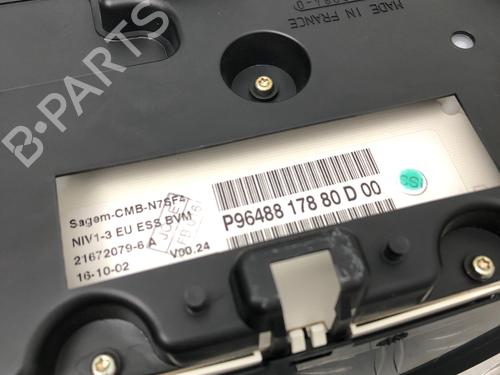 MADE IN FRANCE
B-PARTS
Sagem-CMB-N7SF2
NIV1-3 EU ESS BVM
21672079-6 A
V00.24
16-10-02
P96488 178 80 D 00